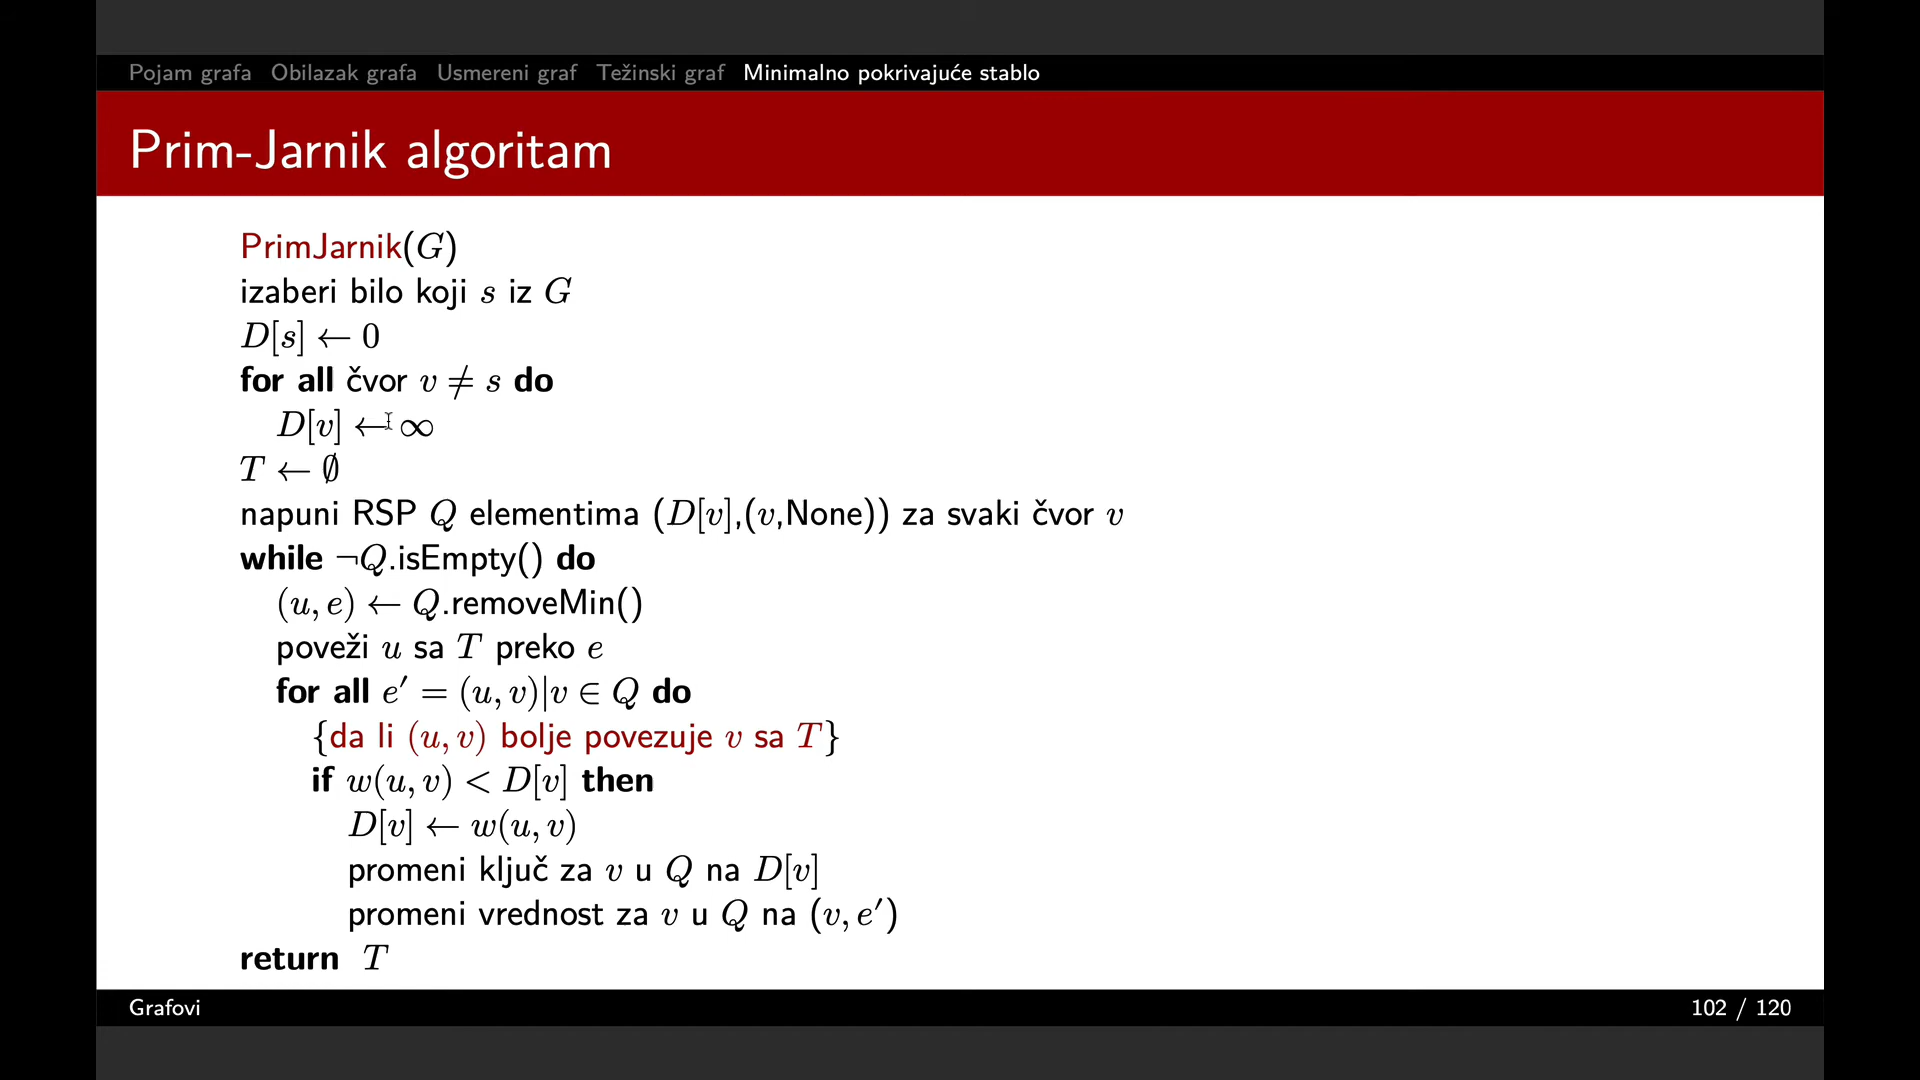 Pojam grafa Obilazak grafa Usmereni graf Težinski graf Minimalno pokrivajuće stablo
Prim-Jarnik algoritam
PrimJarnik(G)
izaberi bilo koji s iz G
D[s] ← 0
for all čvor v ≠ s do
D[v] ← ∞
T ← ∅
napuni RSP Q elementima (D[v],(v,None)) za svaki čvor v
while ¬Q.isEmpty() do
(u, e) ← Q.removeMin()
poveži u sa T preko e
for all e′ = (u, v)|v ∈ Q do
{da li (u, v) bolje povezuje v sa T}
if w(u, v) < D[v] then
D[v] ← w(u, v)
promeni ključ za v u Q na D[v]
promeni vrednost za v u Q na (v, e′)
return T
Grafovi
102 / 120